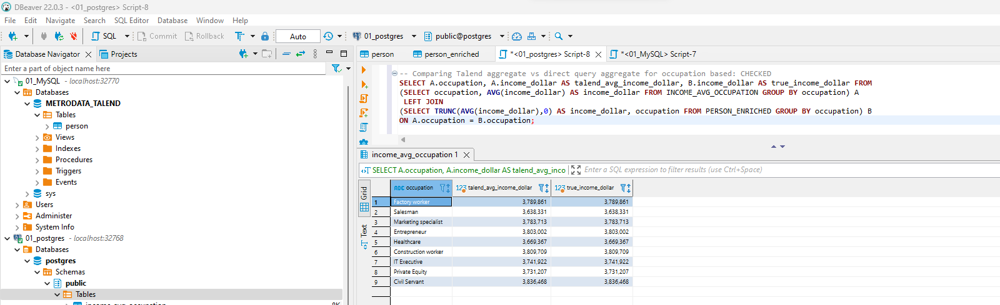 DBeaver 22.0.3 - <01_postgres> Script-8
File Edit Navigate Search SQL Editor Database Window Help
SQL Commit Rollback Auto 01_postgres public@postgres
Database Navigator Projects
Enter a part of object name here
01_MySQL - localhost:32770
Databases
METRODATA_TALEND
Tables
person
Views
Indexes
Procedures
Triggers
Events
sys
Users
Administer
System Info
01_postgres - localhost:32768
Databases
postgres
Schemas
public
Tables
income_avg_occupation 8K
person person_enriched *<01_postgres> Script-8 *<01_MySQL> Script-7
-- Comparing Talend aggregate vs direct query aggregate for occupation based: CHECKED
SELECT A.occupation, A.income_dollar AS talend_avg_income_dollar, B.income_dollar AS true_income_dollar FROM
(SELECT occupation, AVG(income_dollar) AS income_dollar FROM INCOME_AVG_OCCUPATION GROUP BY occupation) A
LEFT JOIN
(SELECT TRUNC(AVG(income_dollar),0) AS income_dollar, occupation FROM PERSON_ENRICHED GROUP BY occupation) B
ON A.occupation = B.occupation;
income_avg_occupation 1
SELECT A.occupation, A.income_dollar AS talend_avg_inco Enter a SQL expression to filter results (use Ctrl+Space)
Grid
Text
ABC occupation 123 talend_avg_income_dollar 123 true_income_dollar
1 Factory worker 3,789,861 3,789,861
2 Salesman 3,638,331 3,638,331
3 Marketing specialist 3,783,713 3,783,713
4 Entrepreneur 3,803,002 3,803,002
5 Healthcare 3,669,367 3,669,367
6 Construction worker 3,809,709 3,809,709
7 IT Executive 3,741,922 3,741,922
8 Private Equity 3,731,207 3,731,207
9 Civil Servant 3,836,468 3,836,468